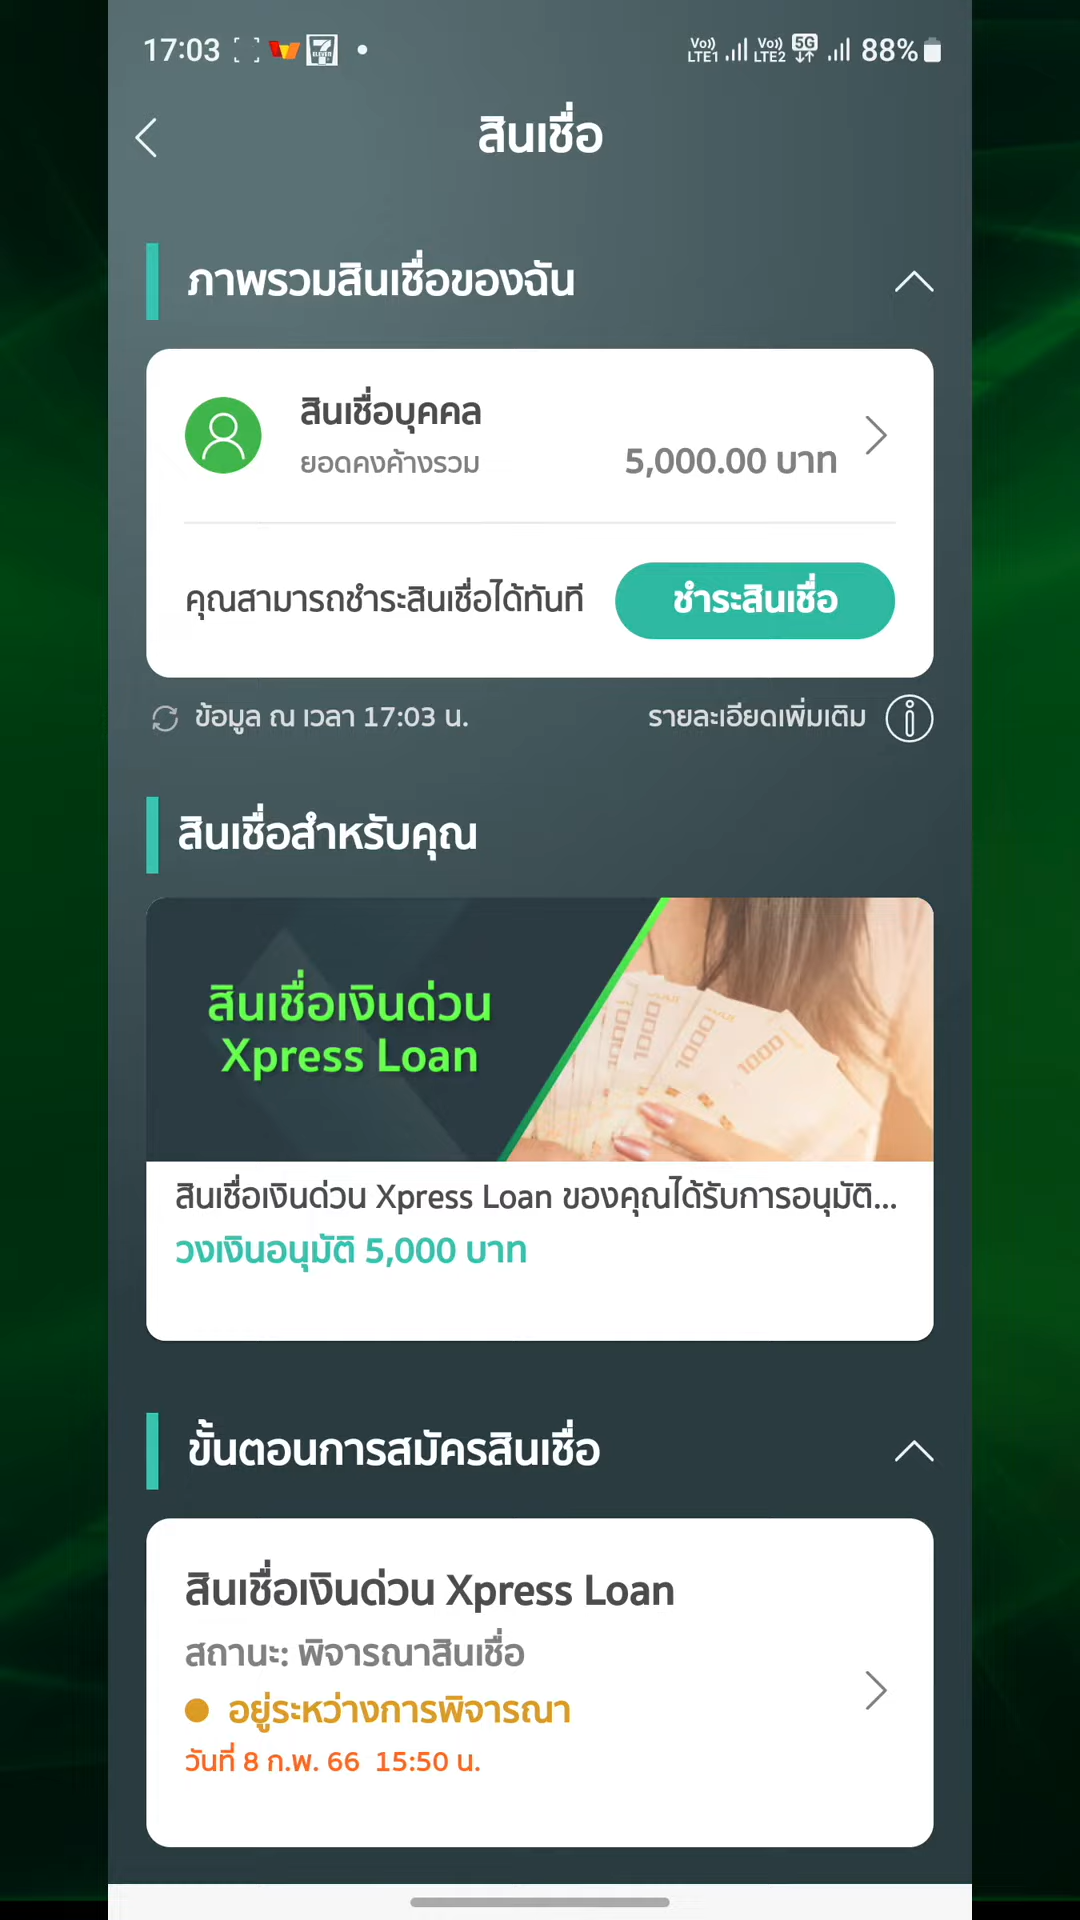 17:03 Vo)) LTE1 Vo)) LTE2 5G 88%
สินเชื่อ
ภาพรวมสินเชื่อของฉัน
สินเชื่อบุคคล
ยอดคงค้างรวม 5,000.00 บาท
คุณสามารถชำระสินเชื่อได้ทันที ชำระสินเชื่อ
ข้อมูล ณ เวลา 17:03 น. รายละเอียดเพิ่มเติม
สินเชื่อสำหรับคุณ
สินเชื่อเงินด่วน
Xpress Loan
1000 1000 1000 1000
สินเชื่อเงินด่วน Xpress Loan ของคุณได้รับการอนุมัติ...
วงเงินอนุมัติ 5,000 บาท
ขั้นตอนการสมัครสินเชื่อ
สินเชื่อเงินด่วน Xpress Loan
สถานะ: พิจารณาสินเชื่อ
อยู่ระหว่างการพิจารณา
วันที่ 8 ก.พ. 66 15:50 น.